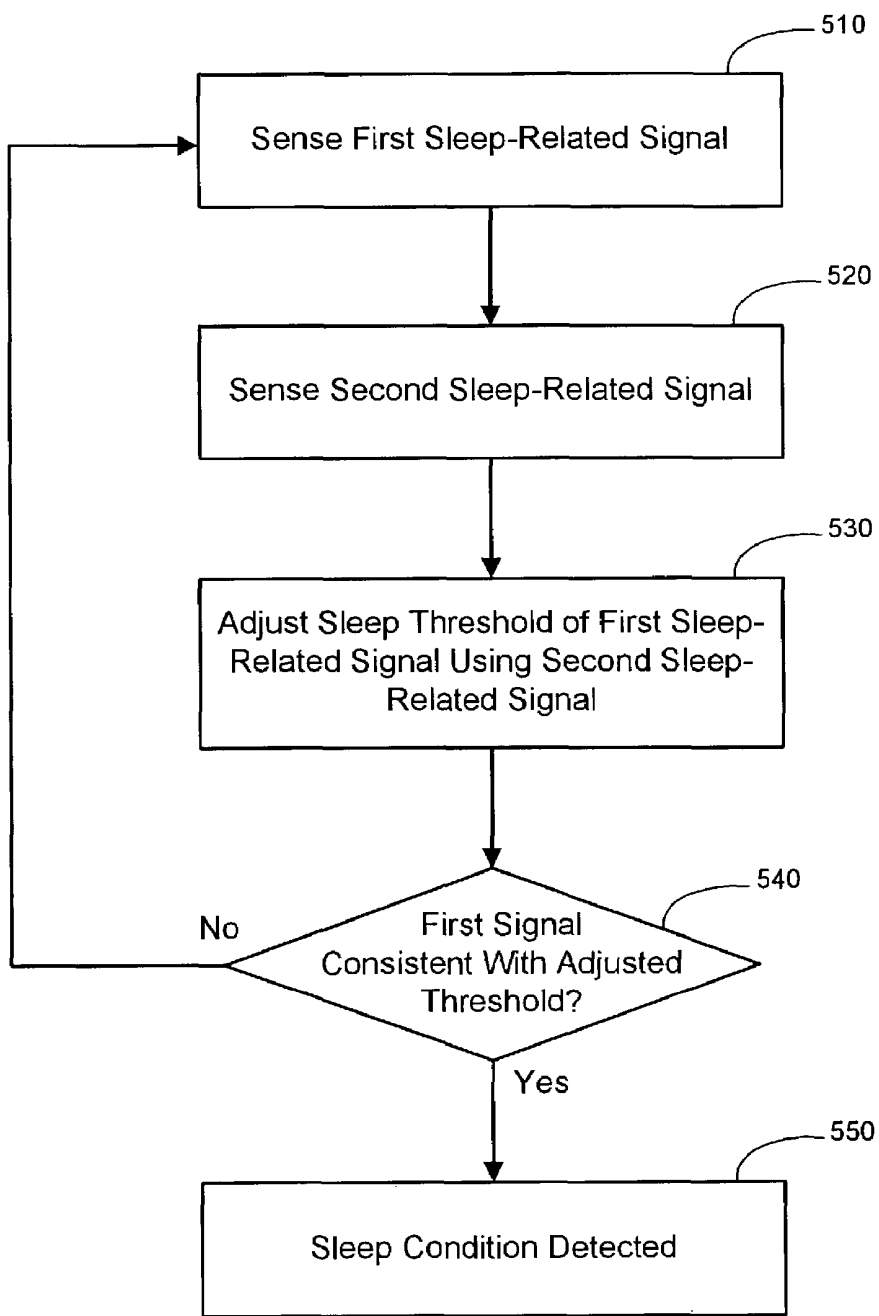 510
Sense First Sleep-Related Signal
520
Sense Second Sleep-Related Signal
530
Adjust Sleep Threshold of First Sleep-
Related Signal Using Second Sleep-
Related Signal
540
No
First Signal
Consistent With Adjusted
Threshold?
Yes
550
Sleep Condition Detected